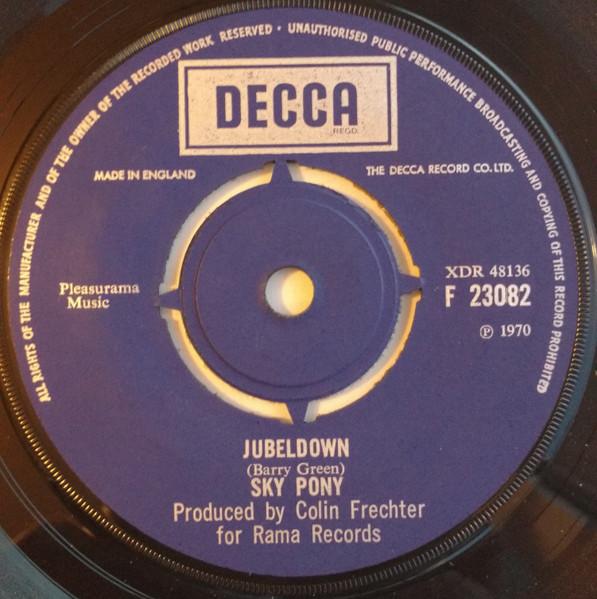 ALL RIGHTS OF THE MANUFACTURER AND OF THE OWNER OF THE RECORDED WORK RESERVED · UNAUTHORISED PUBLIC PERFORMANCE BROADCASTING AND COPYING OF THIS RECORD PROHIBITED
DECCA
REGD.
MADE IN ENGLAND
THE DECCA RECORD CO. LTD.
Pleasurama
Music
XDR 48136
F 23082
℗ 1970
JUBELDOWN
(Barry Green)
SKY PONY
Produced by Colin Frechter
for Rama Records